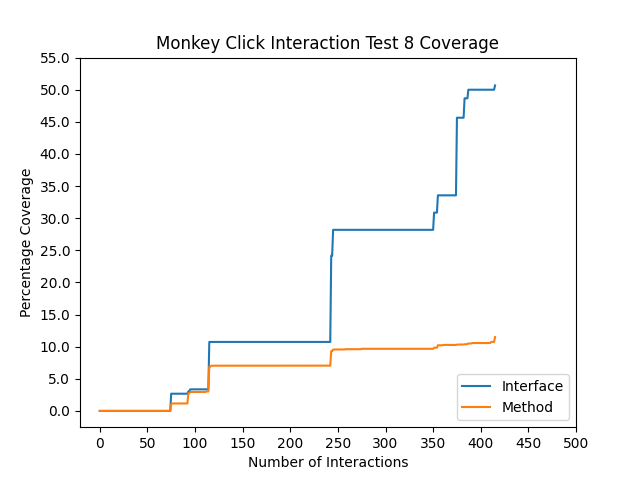 Monkey Click Interaction Test 8 Coverage
55.0
50.0
45.0
40.0
35.0
30.0
25.0
20.0
15.0
10.0
5.0
0.0
Percentage Coverage
Interface
Method
0 50 100 150 200 250 300 350 400 450 500
Number of Interactions